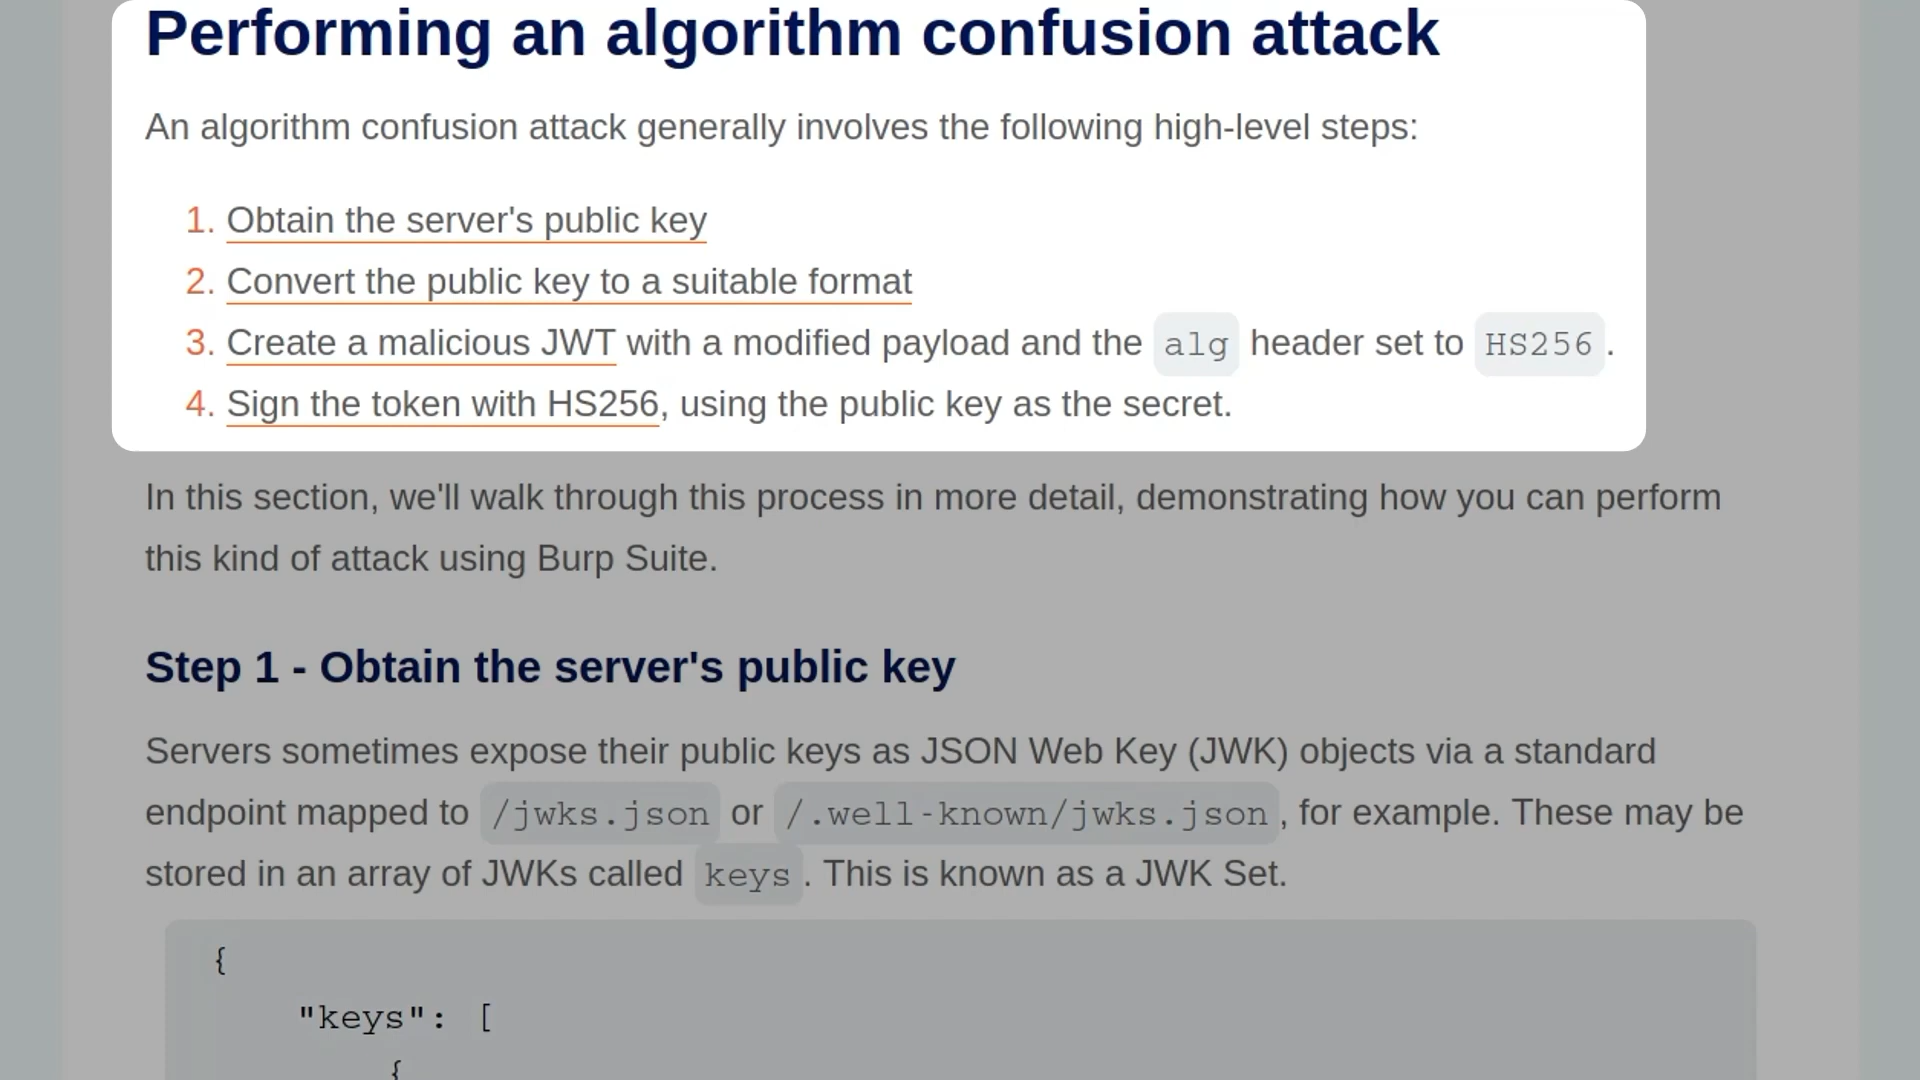 Performing an algorithm confusion attack
An algorithm confusion attack generally involves the following high-level steps:
1. Obtain the server's public key
2. Convert the public key to a suitable format
3. Create a malicious JWT with a modified payload and the alg header set to HS256.
4. Sign the token with HS256, using the public key as the secret.
In this section, we'll walk through this process in more detail, demonstrating how you can perform
this kind of attack using Burp Suite.
Step 1 - Obtain the server's public key
Servers sometimes expose their public keys as JSON Web Key (JWK) objects via a standard
endpoint mapped to /jwks.json or /.well-known/jwks.json, for example. These may be
stored in an array of JWKs called keys. This is known as a JWK Set.
{
"keys": [
{